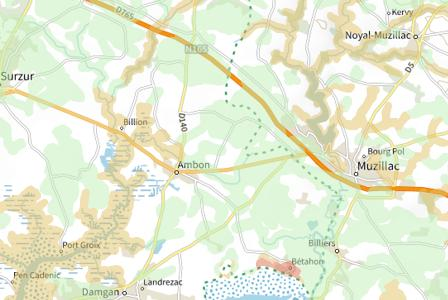 D765
Kervy
Noyal-Muzillac
N165
D5
Surzur
D140
Billion
Bourg Pol
Ambon
Muzillac
Billiers
Port Groix
Bétahon
Pen Cadenic
Landrezac
Damgan